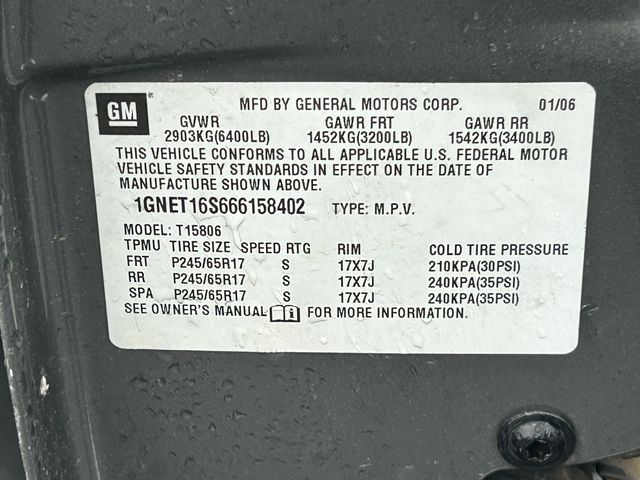 GM MFD BY GENERAL MOTORS CORP. 01/06
GVWR GAWR FRT GAWR RR
2903KG(6400LB) 1452KG(3200LB) 1542KG(3400LB)
THIS VEHICLE CONFORMS TO ALL APPLICABLE U.S. FEDERAL MOTOR
VEHICLE SAFETY STANDARDS IN EFFECT ON THE DATE OF
MANUFACTURE SHOWN ABOVE.
1GNET16S666158402 TYPE: M.P.V.
MODEL: T15806
TPMU TIRE SIZE SPEED RTG RIM COLD TIRE PRESSURE
FRT P245/65R17 S 17X7J 210KPA(30PSI)
RR P245/65R17 S 17X7J 240KPA(35PSI)
SPA P245/65R17 S 17X7J 240KPA(35PSI)
SEE OWNER'S MANUAL FOR MORE INFORMATION.